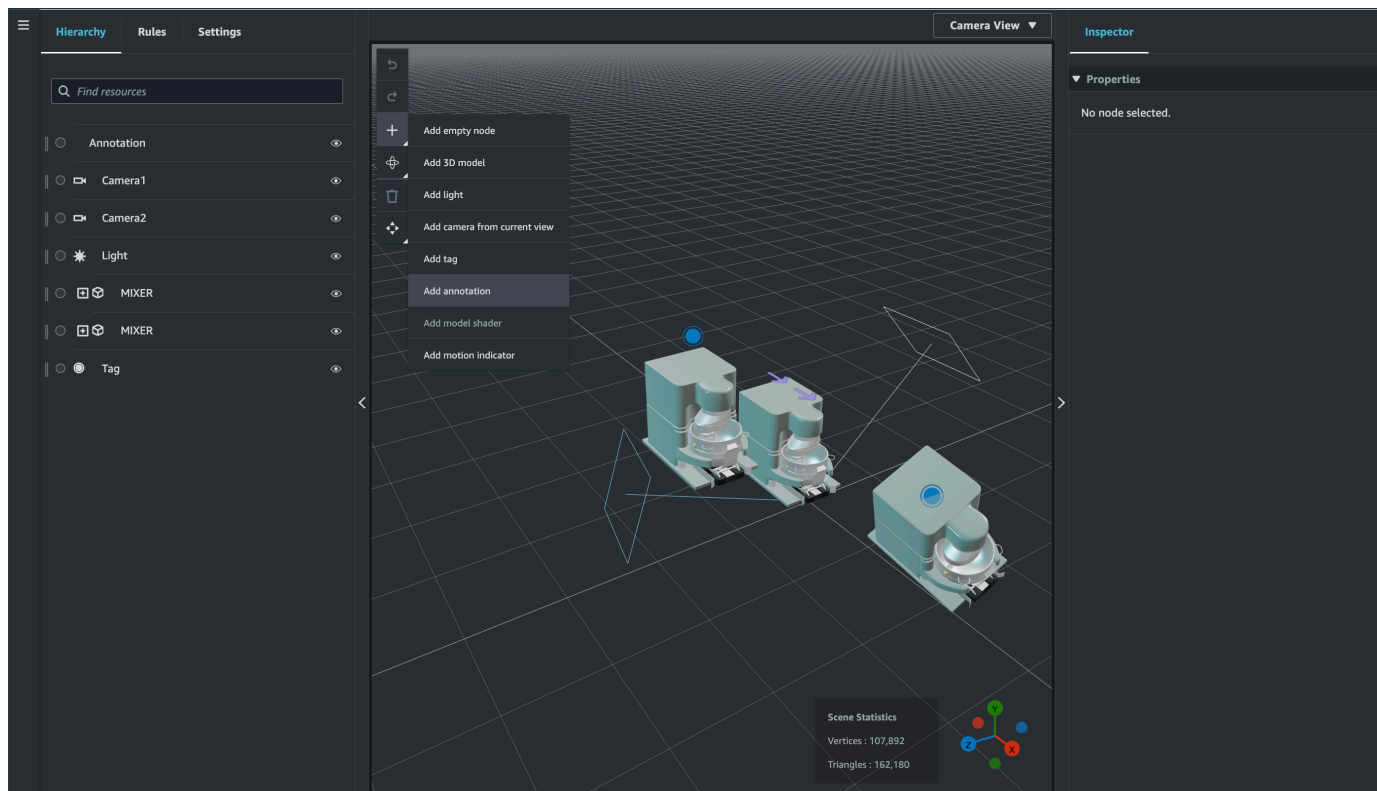 Hierarchy Rules Settings
Find resources
Annotation
Camera1
Camera2
Light
MIXER
MIXER
Tag
Camera View
Add empty node
Add 3D model
Add light
Add camera from current view
Add tag
Add annotation
Add model shader
Add motion indicator
Scene Statistics
Vertices : 107,892
Triangles : 162,180
Y
Z
X
Inspector
Properties
No node selected.